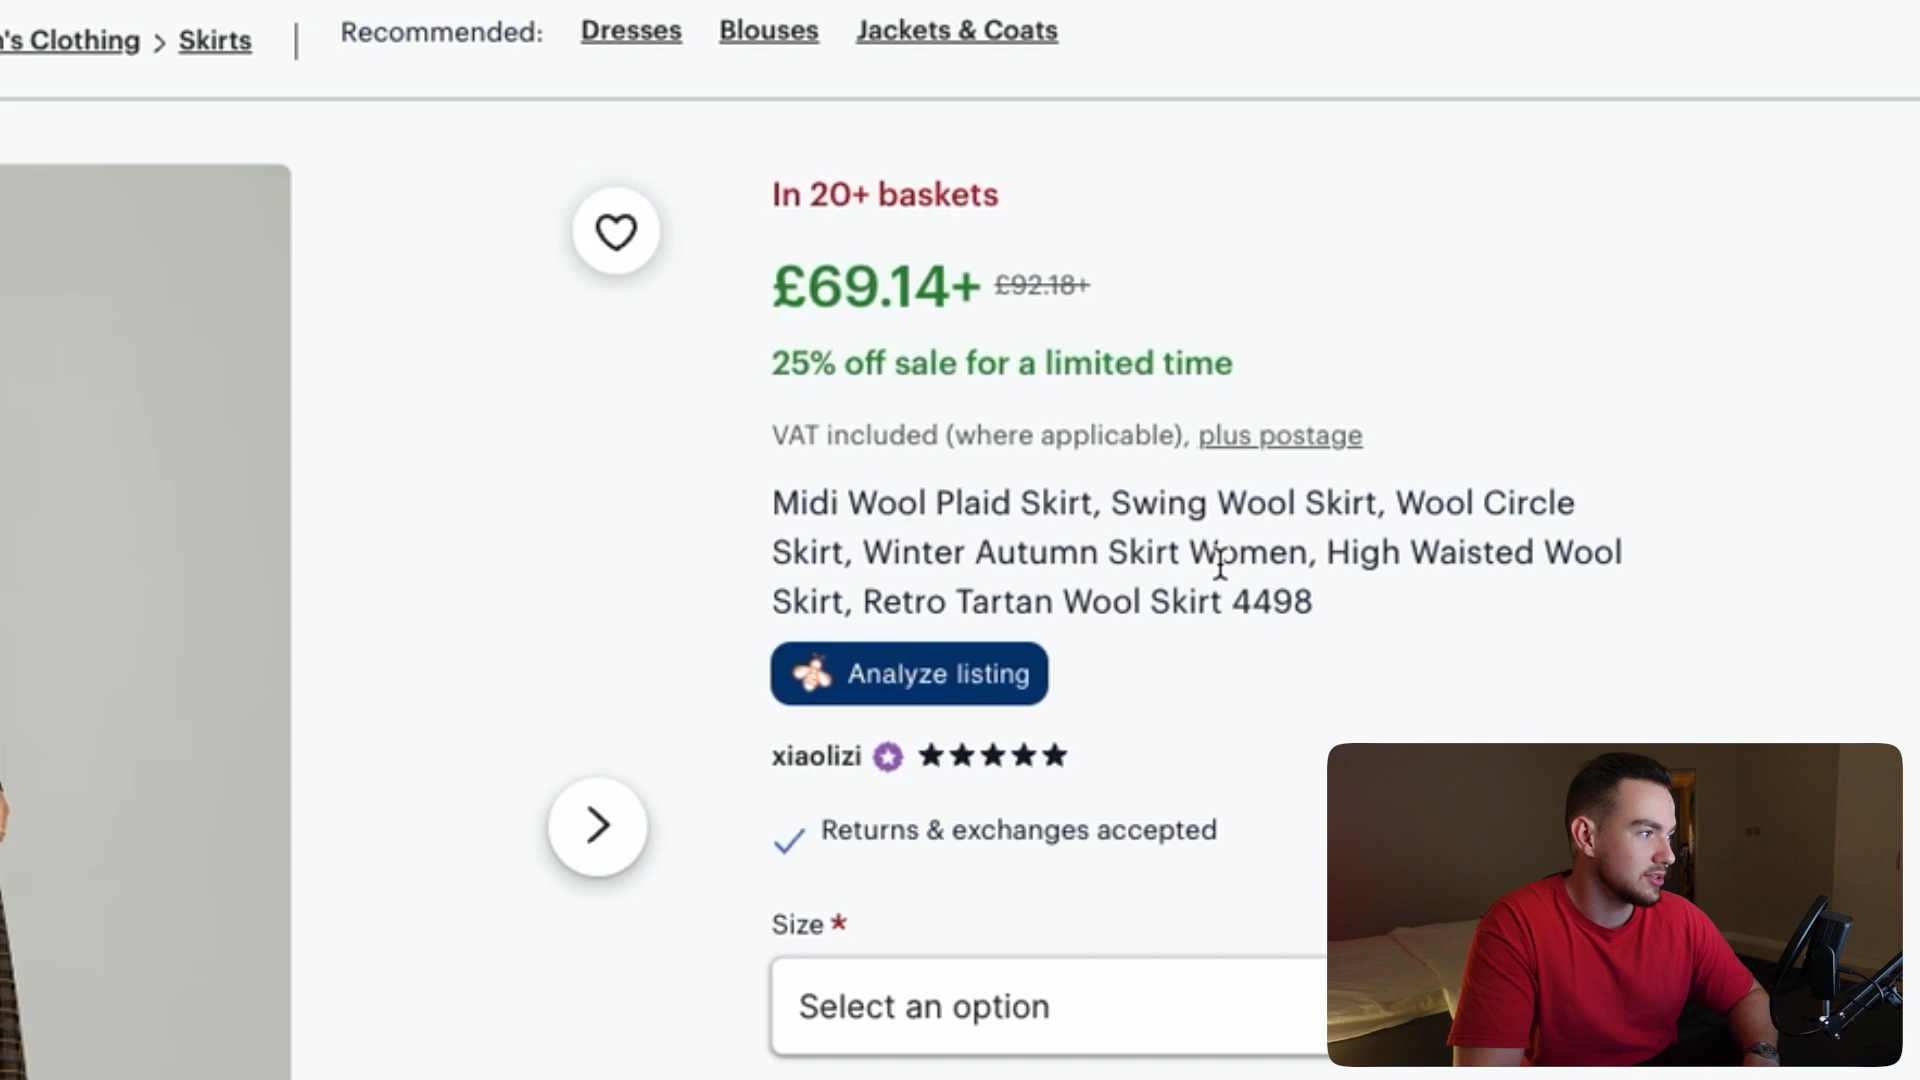 n's Clothing > Skirts | Recommended: Dresses Blouses Jackets & Coats
In 20+ baskets
£69.14+ £92.18+
25% off sale for a limited time
VAT included (where applicable), plus postage
Midi Wool Plaid Skirt, Swing Wool Skirt, Wool Circle
Skirt, Winter Autumn Skirt Women, High Waisted Wool
Skirt, Retro Tartan Wool Skirt 4498
Analyze listing
xiaolizi ★★★★★
Returns & exchanges accepted
Size *
Select an option